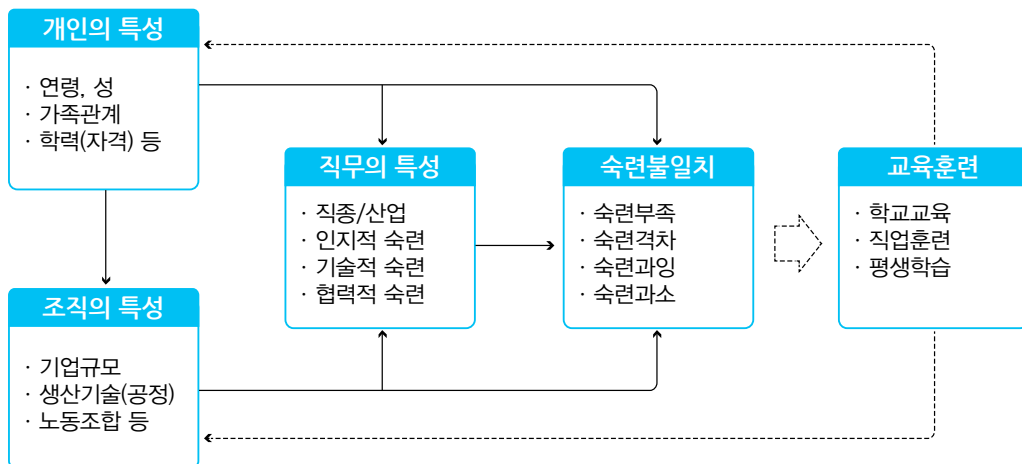 개인의 특성
· 연령, 성
· 가족관계
· 학력(자격) 등
직무의 특성
· 직종/산업
· 인지적 숙련
· 기술적 숙련
· 협력적 숙련
숙련불일치
· 숙련부족
· 숙련격차
· 숙련과잉
· 숙련과소
교육훈련
· 학교교육
· 직업훈련
· 평생학습
조직의 특성
· 기업규모
· 생산기술(공정)
· 노동조합 등